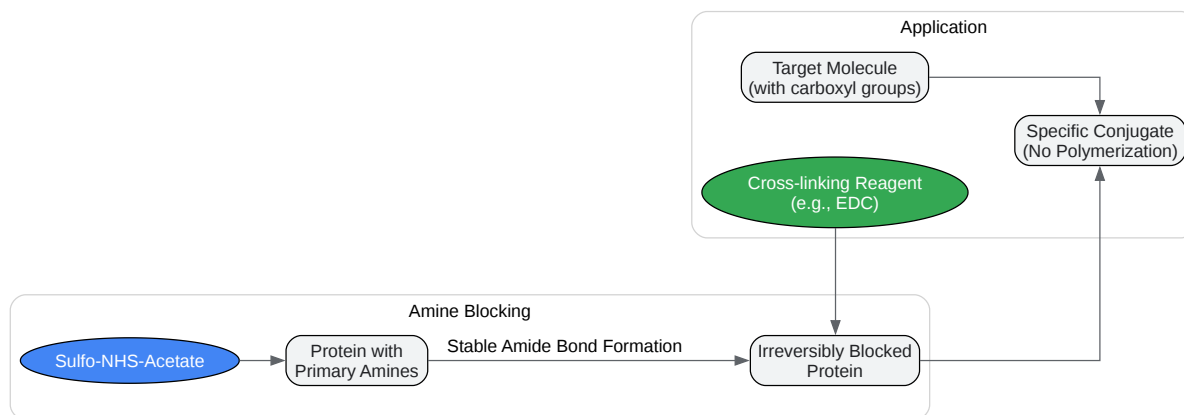 Application
Target Molecule
(with carboxyl groups)
Specific Conjugate
(No Polymerization)
Cross-linking Reagent
(e.g., EDC)
Amine Blocking
Sulfo-NHS-Acetate
Protein with
Primary Amines
Stable Amide Bond Formation
Irreversibly Blocked
Protein